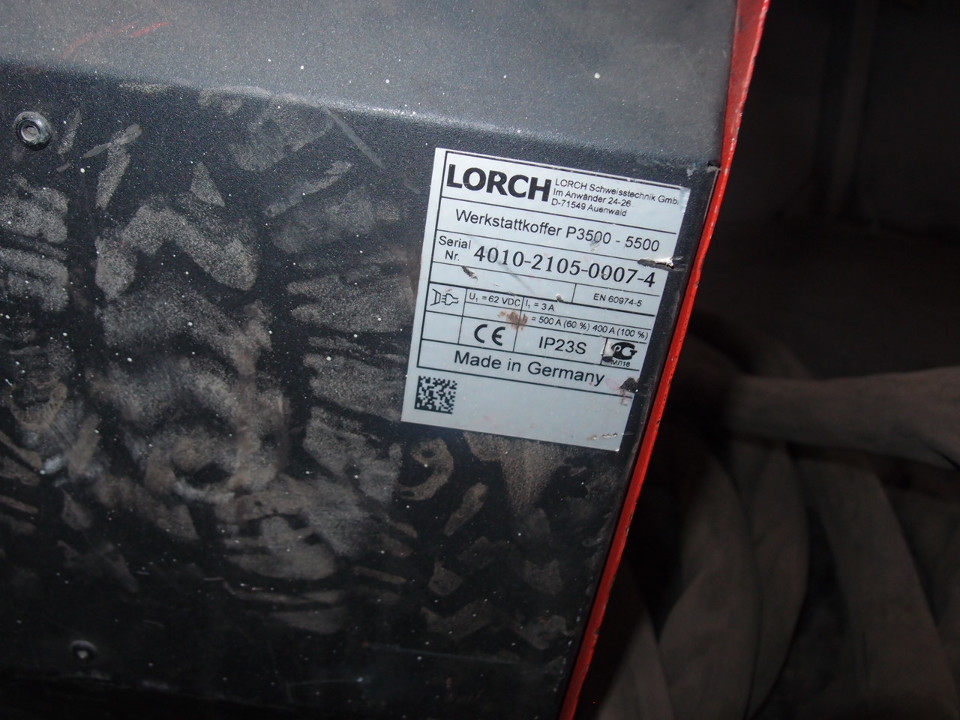 LORCH
LORCH Schweisstechnik GmbH
Im Anwänder 24-26
D-71549 Auenwald
Werkstattkoffer P3500 - 5500
Serial Nr. 4010-2105-0007-4
EN 60974-5
U₁ = 62 VDC I₁ = 3 A
= 500 A (60 %) 400 A (100 %)
CE IP23S
Made in Germany